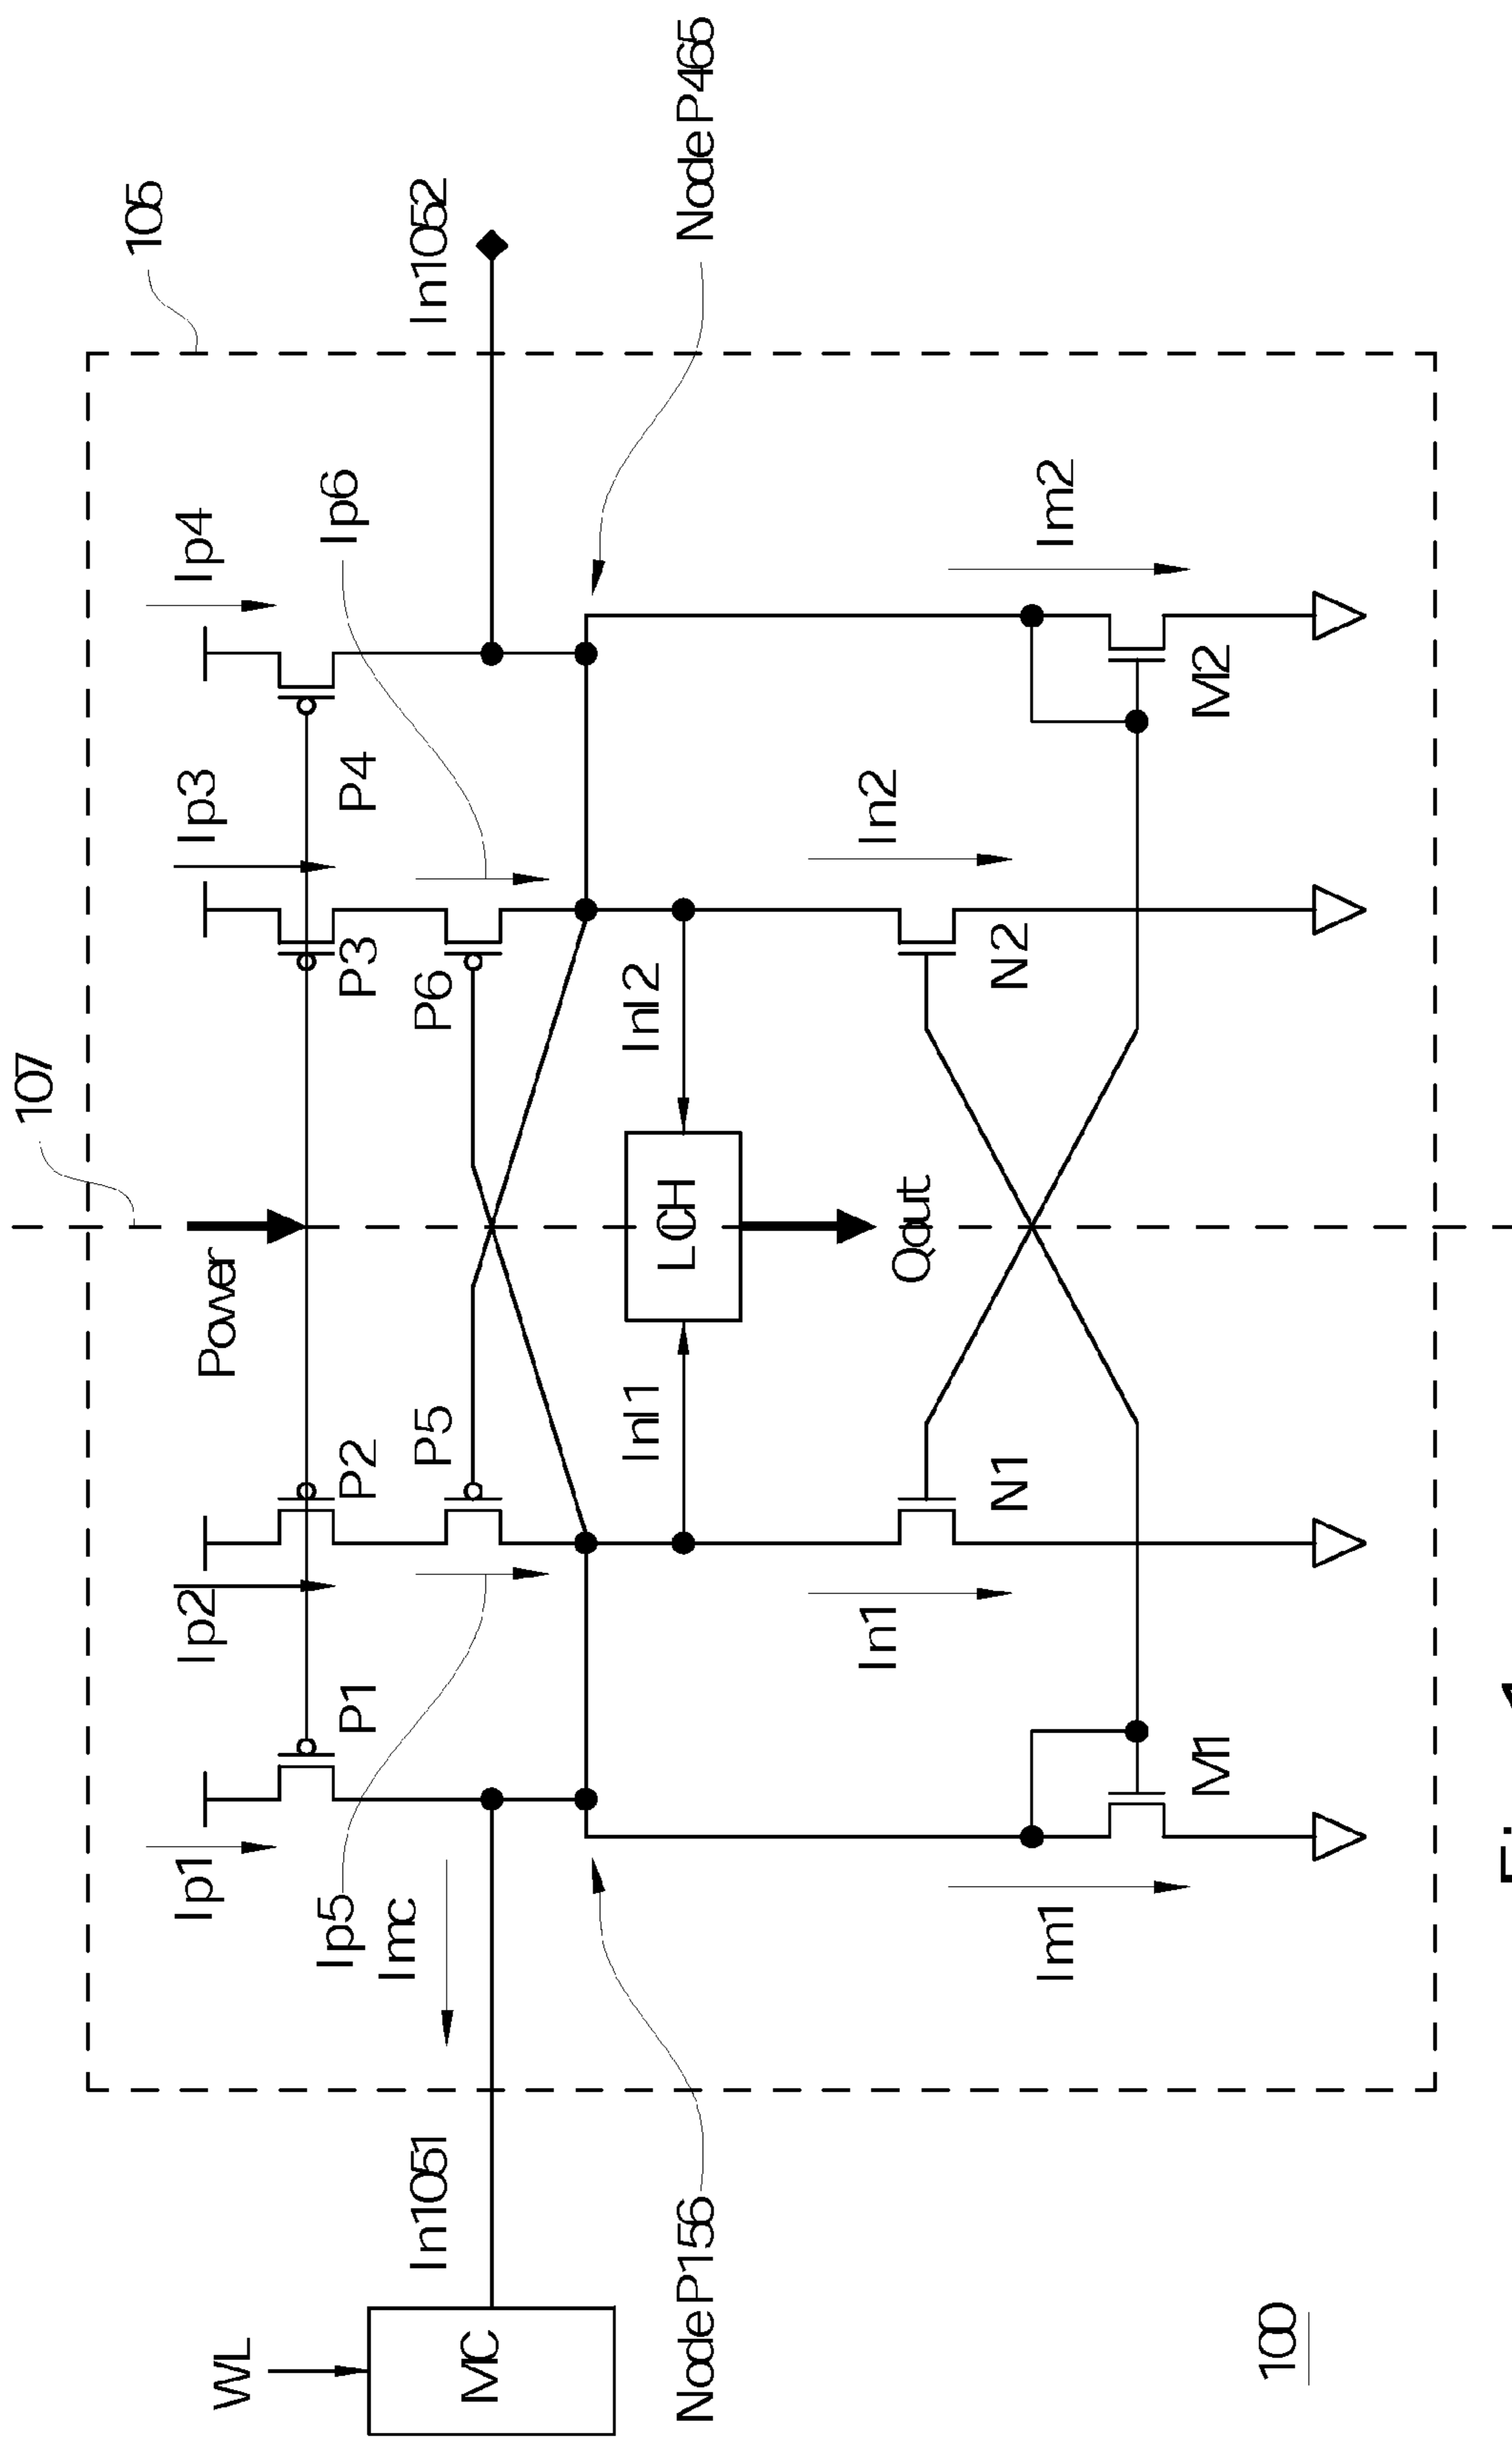 107
105
Power
Ip1
Ip2
Ip3
Ip4
P1
P2
P3
P4
Ip5
Ip6
Imc
P5
P6
WL
MC
In1051
In1052
Node P156
Node P465
Inl1
LCH
Inl2
Qout
In1
In2
N1
N2
Im1
Im2
M1
M2
100